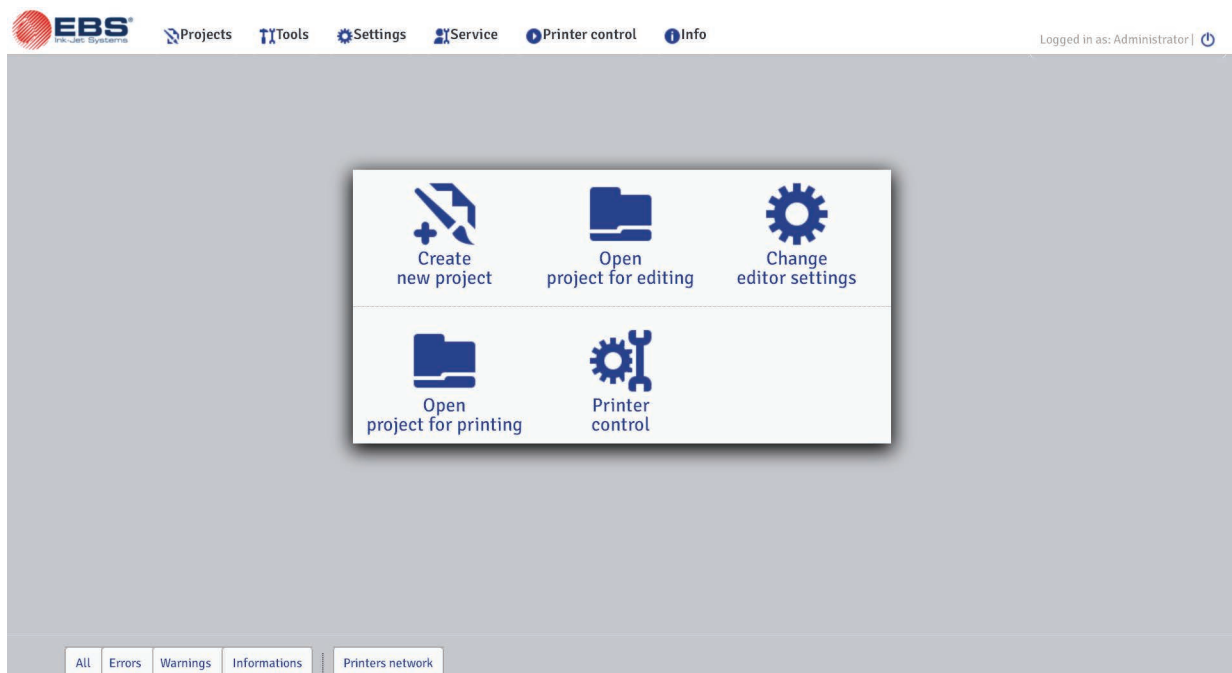 EBS®
Ink-Jet Systems
Projects Tools Settings Service Printer control Info
Logged in as: Administrator |
Create
new project
Open
project for editing
Change
editor settings
Open
project for printing
Printer
control
All Errors Warnings Informations Printers network